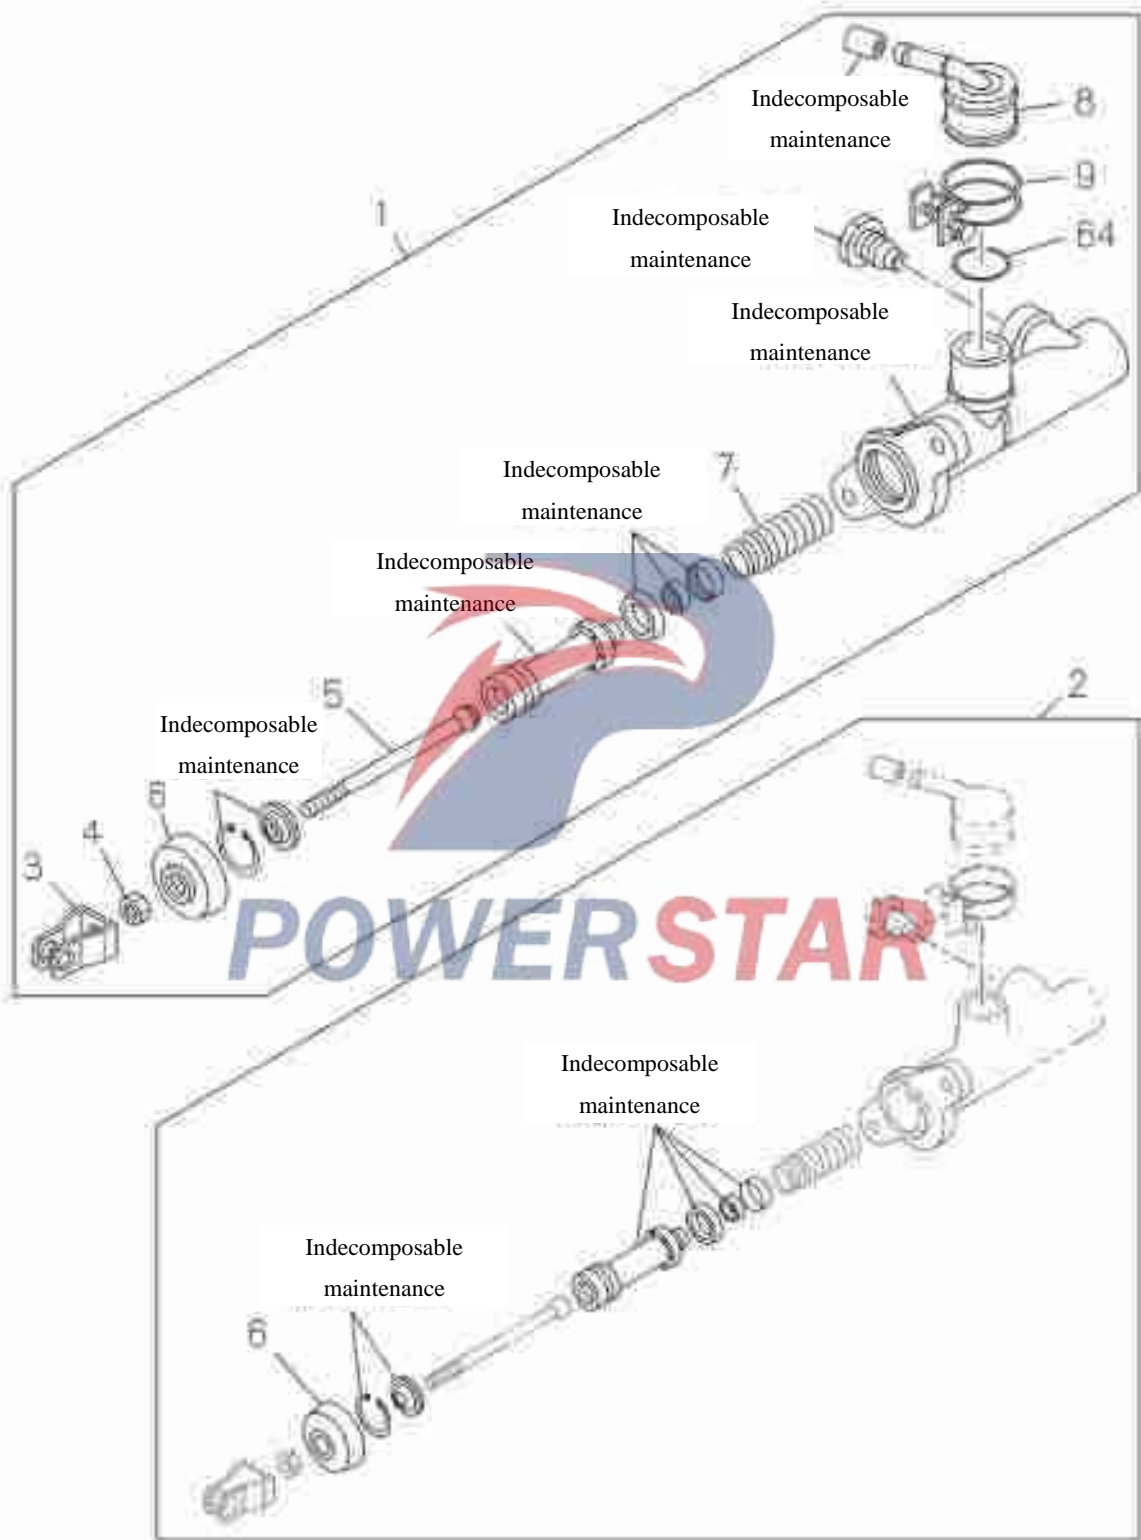 Indecomposable
maintenance
8
9
1
Indecomposable
maintenance
64
Indecomposable
maintenance
Indecomposable
maintenance
7
Indecomposable
maintenance
5
2
Indecomposable
maintenance
6
4
3
POWERSTAR
Indecomposable
maintenance
Indecomposable
maintenance
6